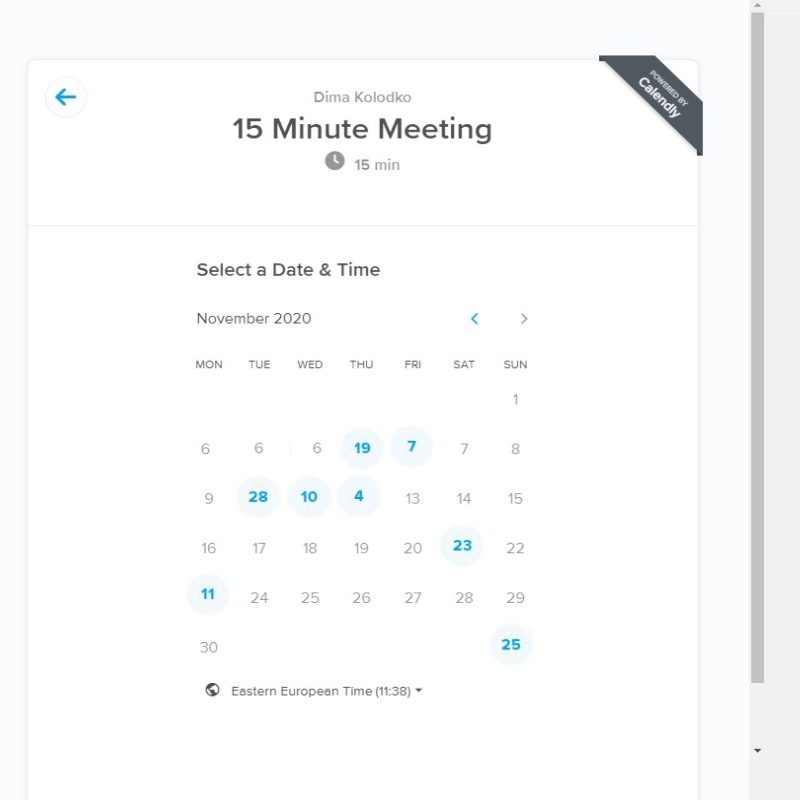 POWERED BY
Calendly
Dima Kolodko
15 Minute Meeting
15 min
Select a Date & Time
November 2020
MON TUE WED THU FRI SAT SUN
1
6 6 6 19 7 7 8
9 28 10 4 13 14 15
16 17 18 19 20 23 22
11 24 25 26 27 28 29
30 25
Eastern European Time (11:38)